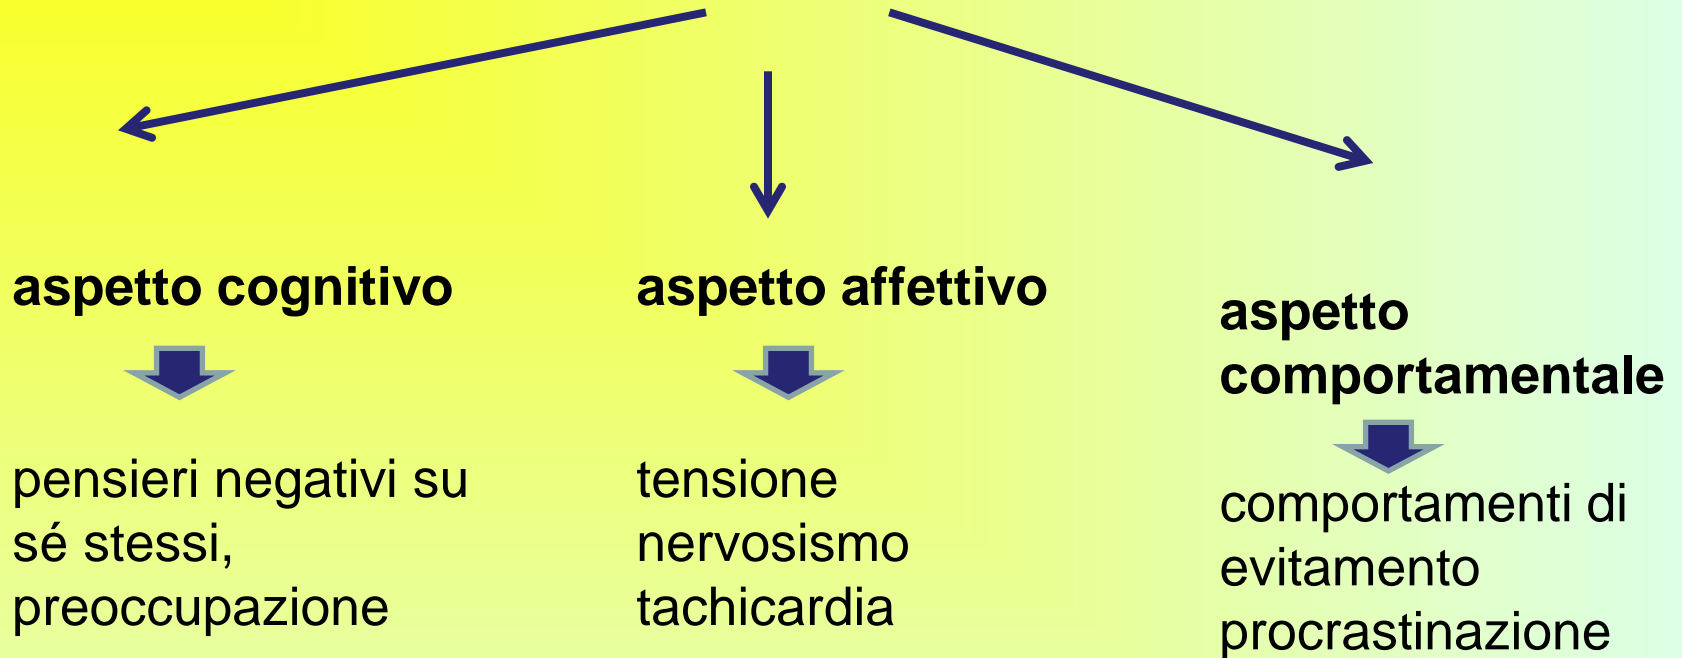 aspetto cognitivo
pensieri negativi su
sé stessi,
preoccupazione
aspetto affettivo
tensione
nervosismo
tachicardia
aspetto
comportamentale
comportamenti di
evitamento
procrastinazione